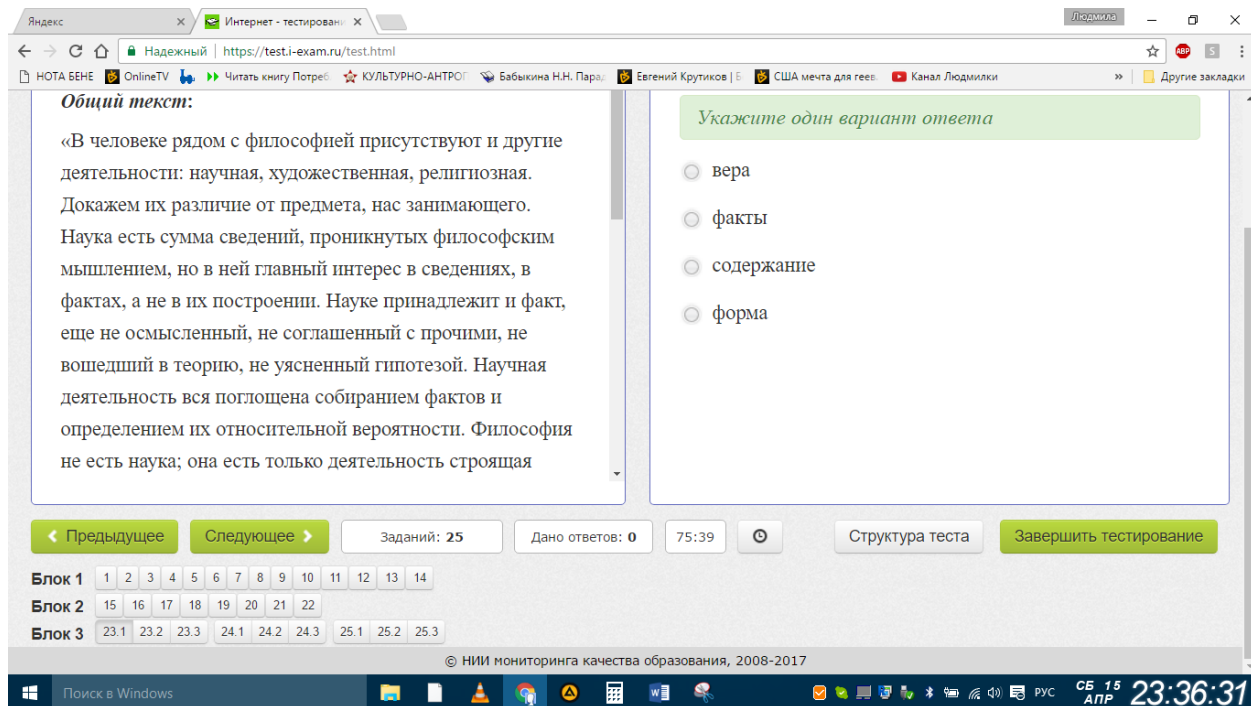 Яндекс
Интернет - тестировани
Людмила
Надежный | https://test.i-exam.ru/test.html
НОТА БЕНЕ OnlineTV Читать книгу Потреб КУЛЬТУРНО-АНТРОГ Бабыкина Н.Н. Пара Евгений Крутиков | Б США мечта для геев. Канал Людмилки » Другие закладки
Общий текст:
«В человеке рядом с философией присутствуют и другие
деятельности: научная, художественная, религиозная.
Докажем их различие от предмета, нас занимающего.
Наука есть сумма сведений, проникнутых философским
мышлением, но в ней главный интерес в сведениях, в
фактах, а не в их построении. Науке принадлежит и факт,
еще не осмысленный, не соглашенный с прочими, не
вошедший в теорию, не уясненный гипотезой. Научная
деятельность вся поглощена собиранием фактов и
определением их относительной вероятности. Философия
не есть наука; она есть только деятельность строящая
Укажите один вариант ответа
вера
факты
содержание
форма
Предыдущее Следующее Заданий: 25 Дано ответов: 0 75:39 Структура теста Завершить тестирование
Блок 1 1 2 3 4 5 6 7 8 9 10 11 12 13 14
Блок 2 15 16 17 18 19 20 21 22
Блок 3 23.1 23.2 23.3 24.1 24.2 24.3 25.1 25.2 25.3
© НИИ мониторинга качества образования, 2008-2017
Поиск в Windows
РУС
СБ 15
АПР
23:36:31